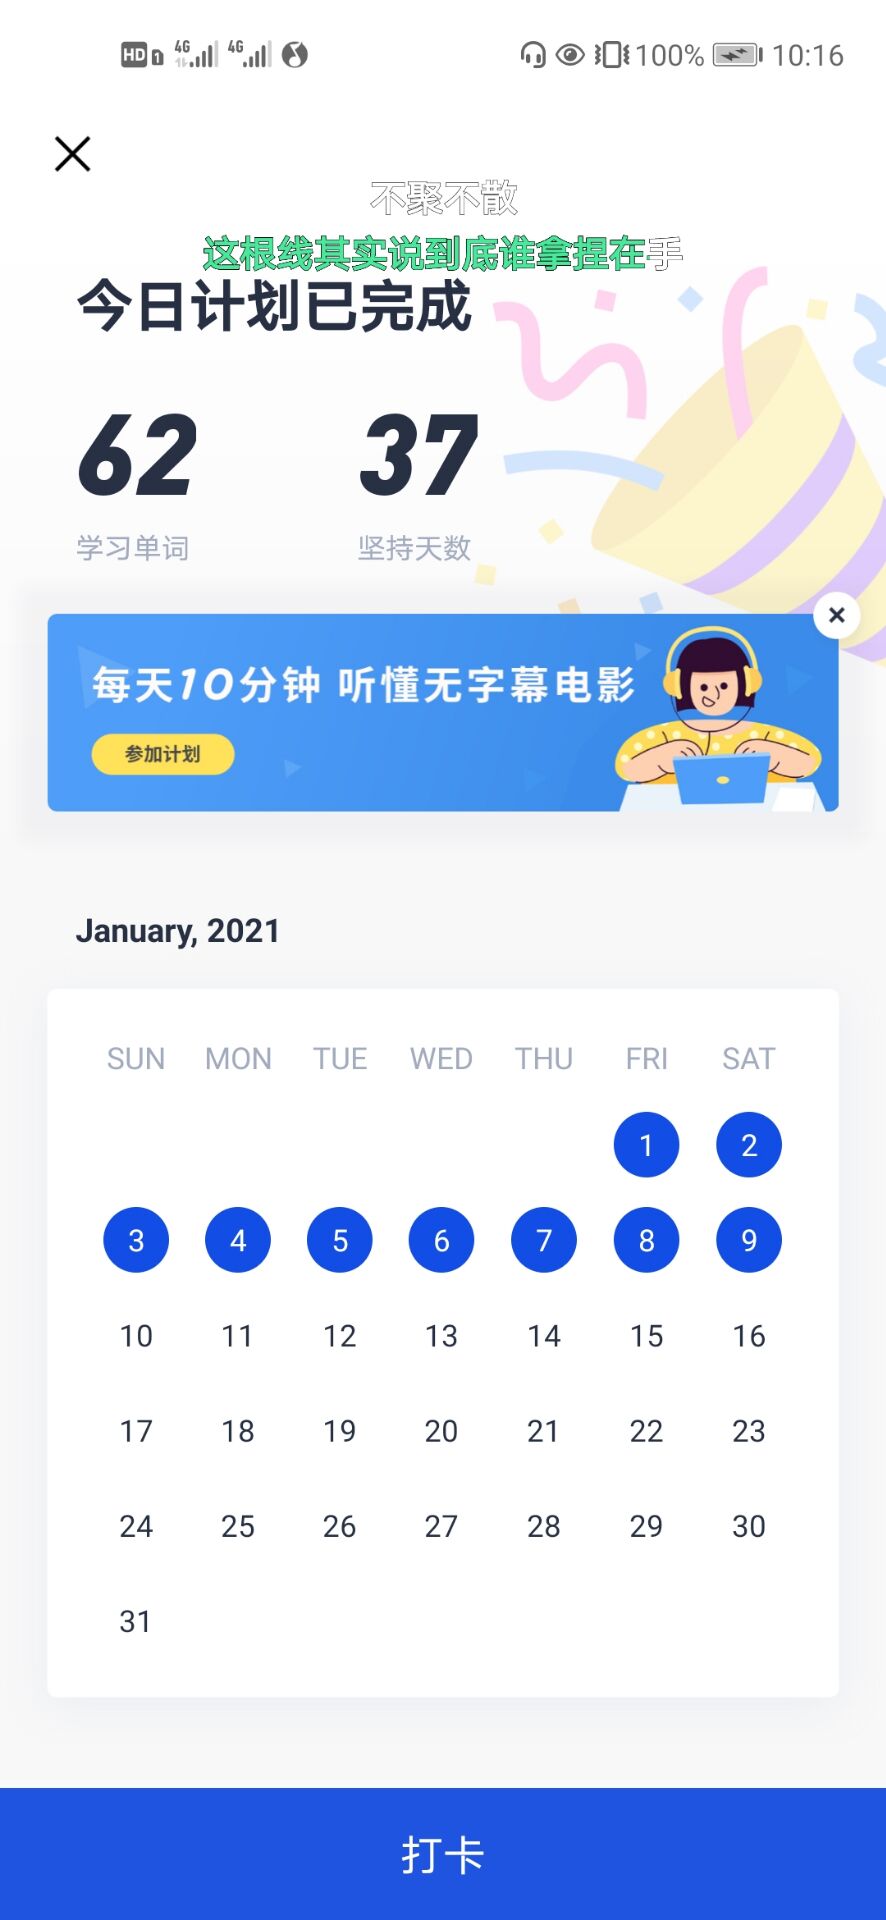 HD 1 4G 4G 100% 10:16
不聚不散
这根线其实说到底谁拿捏在手
今日计划已完成
62 37
学习单词 坚持天数
每天10分钟 听懂无字幕电影
参加计划
January, 2021
SUN MON TUE WED THU FRI SAT
1 2
3 4 5 6 7 8 9
10 11 12 13 14 15 16
17 18 19 20 21 22 23
24 25 26 27 28 29 30
31
打卡